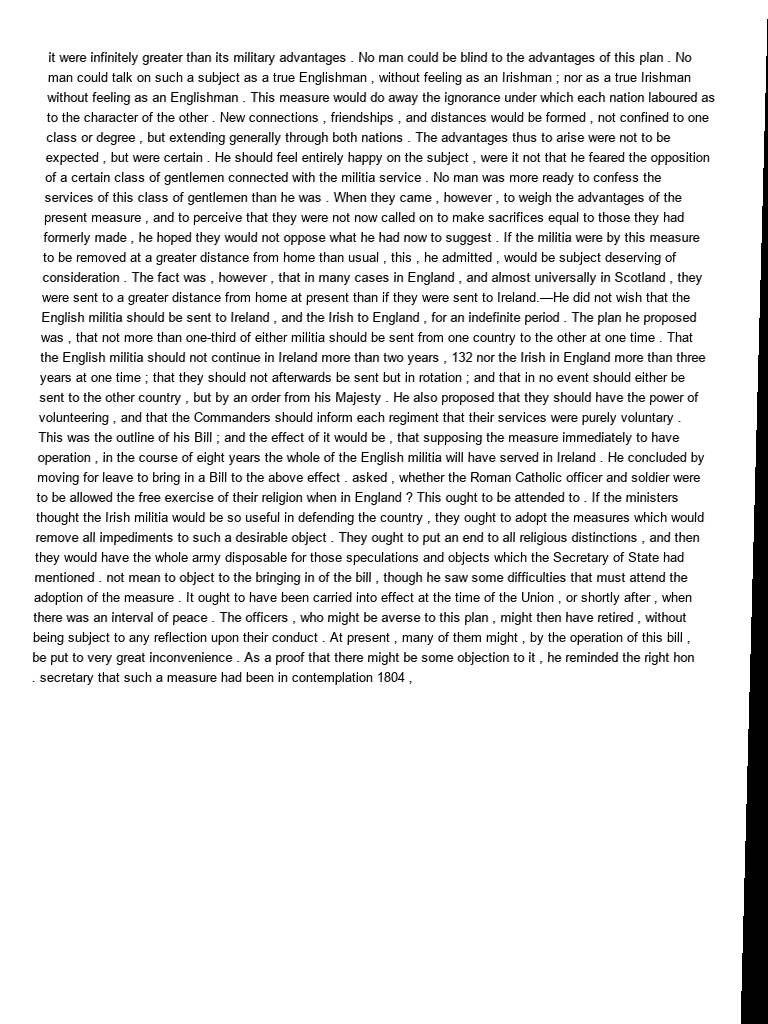 it were infinitely greater than its military advantages . No man could be blind to the advantages of this plan . No
man could talk on such a subject as a true Englishman , without feeling as an Irishman ; nor as a true Irishman
without feeling as an Englishman . This measure would do away the ignorance under which each nation laboured as
to the character of the other . New connections , friendships , and distances would be formed , not confined to one
class or degree , but extending generally through both nations . The advantages thus to arise were not to be
expected , but were certain . He should feel entirely happy on the subject , were it not that he feared the opposition
of a certain class of gentlemen connected with the militia service . No man was more ready to confess the
services of this class of gentlemen than he was . When they came , however , to weigh the advantages of the
present measure , and to perceive that they were not now called on to make sacrifices equal to those they had
formerly made , he hoped they would not oppose what he had now to suggest . If the militia were by this measure
to be removed at a greater distance from home than usual , this , he admitted , would be subject deserving of
consideration . The fact was , however , that in many cases in England , and almost universally in Scotland , they
were sent to a greater distance from home at present than if they were sent to Ireland.—He did not wish that the
English militia should be sent to Ireland , and the Irish to England , for an indefinite period . The plan he proposed
was , that not more than one-third of either militia should be sent from one country to the other at one time . That
the English militia should not continue in Ireland more than two years , 132 nor the Irish in England more than three
years at one time ; that they should not afterwards be sent but in rotation ; and that in no event should either be
sent to the other country , but by an order from his Majesty . He also proposed that they should have the power of
volunteering , and that the Commanders should inform each regiment that their services were purely voluntary .
This was the outline of his Bill ; and the effect of it would be , that supposing the measure immediately to have
operation , in the course of eight years the whole of the English militia will have served in Ireland . He concluded by
moving for leave to bring in a Bill to the above effect . asked , whether the Roman Catholic officer and soldier were
to be allowed the free exercise of their religion when in England ? This ought to be attended to . If the ministers
thought the Irish militia would be so useful in defending the country , they ought to adopt the measures which would
remove all impediments to such a desirable object . They ought to put an end to all religious distinctions , and then
they would have the whole army disposable for those speculations and objects which the Secretary of State had
mentioned . not mean to object to the bringing in of the bill , though he saw some difficulties that must attend the
adoption of the measure . It ought to have been carried into effect at the time of the Union , or shortly after , when
there was an interval of peace . The officers , who might be averse to this plan , might then have retired , without
being subject to any reflection upon their conduct . At present , many of them might , by the operation of this bill ,
be put to very great inconvenience . As a proof that there might be some objection to it , he reminded the right hon
. secretary that such a measure had been in contemplation 1804 ,